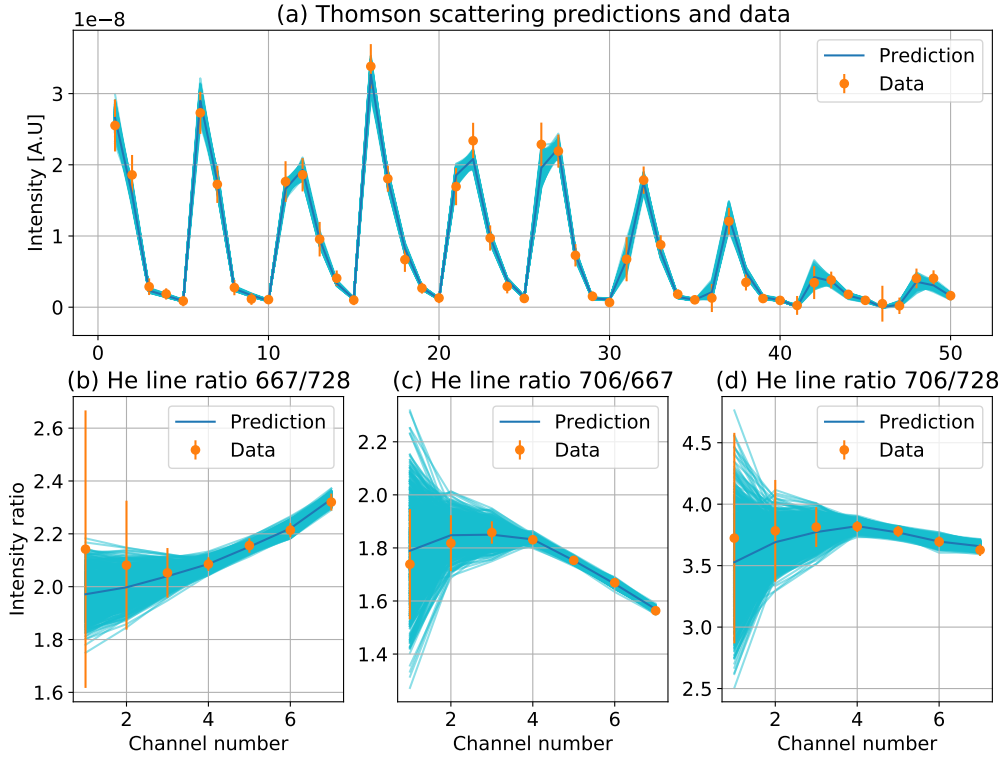 (a) Thomson scattering predictions and data
1e−8
Prediction
Data
Intensity [A.U]
3
2
1
0
0 10 20 30 40 50
(b) He line ratio 667/728 (c) He line ratio 706/667 (d) He line ratio 706/728
Prediction
Data
Intensity ratio
2.6
2.4
2.2
2.0
1.8
1.6
2 4 6
Channel number
Prediction
Data
2.2
2.0
1.8
1.6
1.4
2 4 6
Channel number
Prediction
Data
4.5
4.0
3.5
3.0
2.5
2 4 6
Channel number